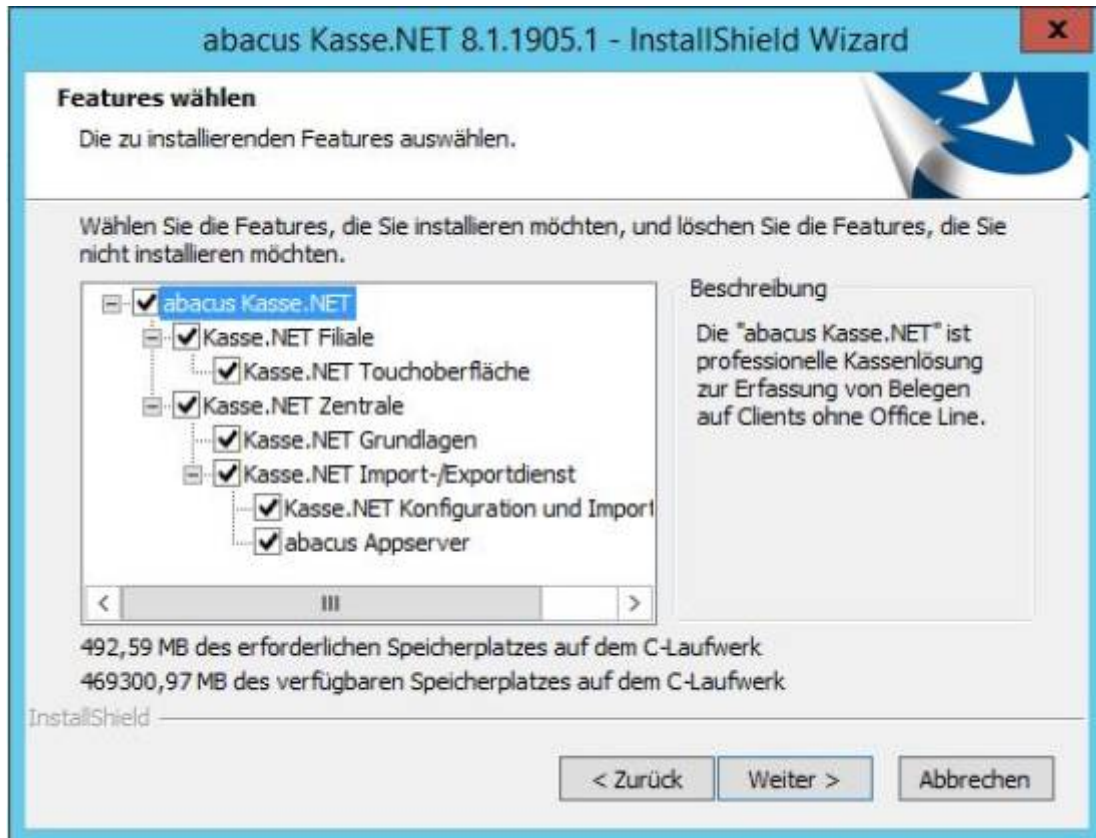 abacus Kasse.NET 8.1.1905.1 - InstallShield Wizard
x
Features wählen
Die zu installierenden Features auswählen.
Wählen Sie die Features, die Sie installieren möchten, und löschen Sie die Features, die Sie
nicht installieren möchten.
abacus Kasse.NET
Kasse.NET Filiale
Kasse.NET Touchoberfläche
Kasse.NET Zentrale
Kasse.NET Grundlagen
Kasse.NET Import-/Exportdienst
Kasse.NET Konfiguration und Import
abacus Appserver
Beschreibung
Die "abacus Kasse.NET" ist
professionelle Kassenlösung
zur Erfassung von Belegen
auf Clients ohne Office Line.
492,59 MB des erforderlichen Speicherplatzes auf dem C-Laufwerk
469300,97 MB des verfügbaren Speicherplatzes auf dem C-Laufwerk
InstallShield
< Zurück
Weiter >
Abbrechen